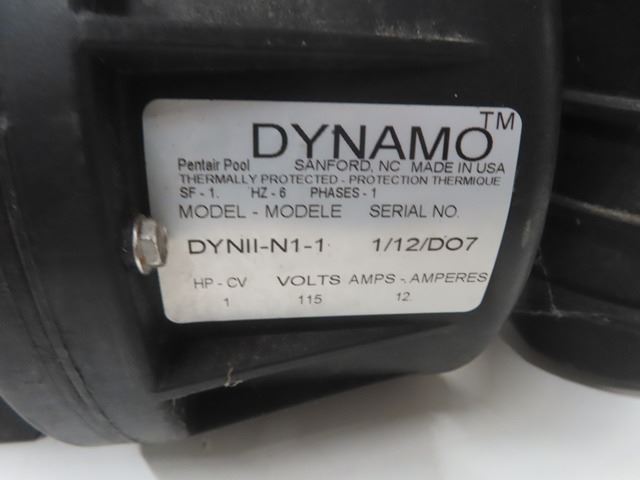 DYNAMO™
Pentair Pool SANFORD, NC MADE IN USA
THERMALLY PROTECTED - PROTECTION THERMIQUE
SF - 1. HZ - 6 PHASES - 1
MODEL - MODELE SERIAL NO.
DYNII-N1-1 1/12/DO7
HP - CV VOLTS AMPS - AMPERES
1 115 12.